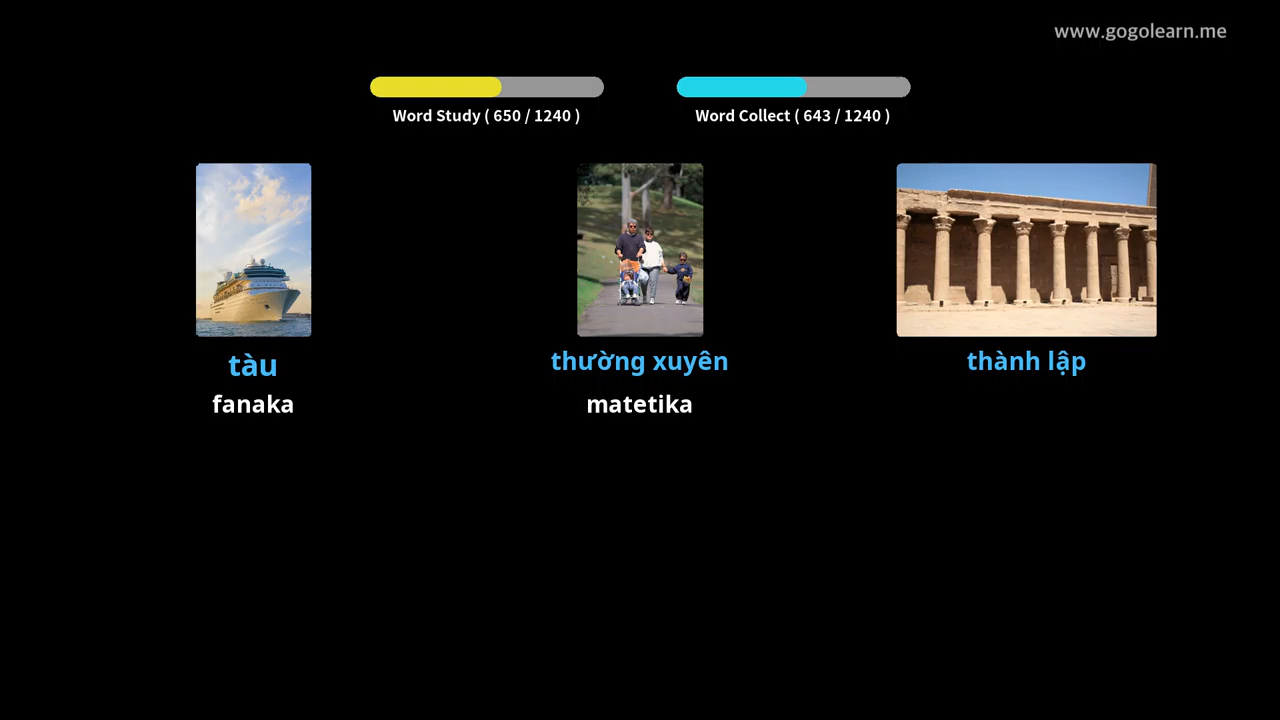 www.gogolearn.me
Word Study ( 650 / 1240 )
Word Collect ( 643 / 1240 )
tàu
thường xuyên
thành lập
fanaka
matetika